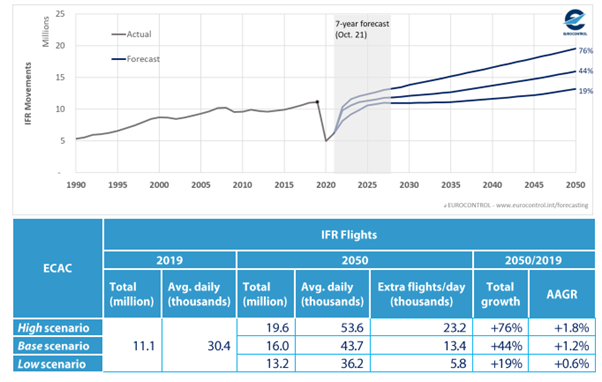 Millions
IFR Movements
25
20
15
10
5
-
Actual
Forecast
7-year forecast
(Oct. 21)
EUROCONTROL
76%
44%
19%
1990 1995 2000 2005 2010 2015 2020 2025 2030 2035 2040 2045 2050
EUROCONTROL - www.eurocontrol.int/forecasting
ECAC
IFR Flights
2019 2050 2050/2019
Total (million) Avg. daily (thousands) Total (million) Avg. daily (thousands) Extra flights/day (thousands) Total growth AAGR
High scenario 19.6 53.6 23.2 +76% +1.8%
Base scenario 11.1 30.4 16.0 43.7 13.4 +44% +1.2%
Low scenario 13.2 36.2 5.8 +19% +0.6%